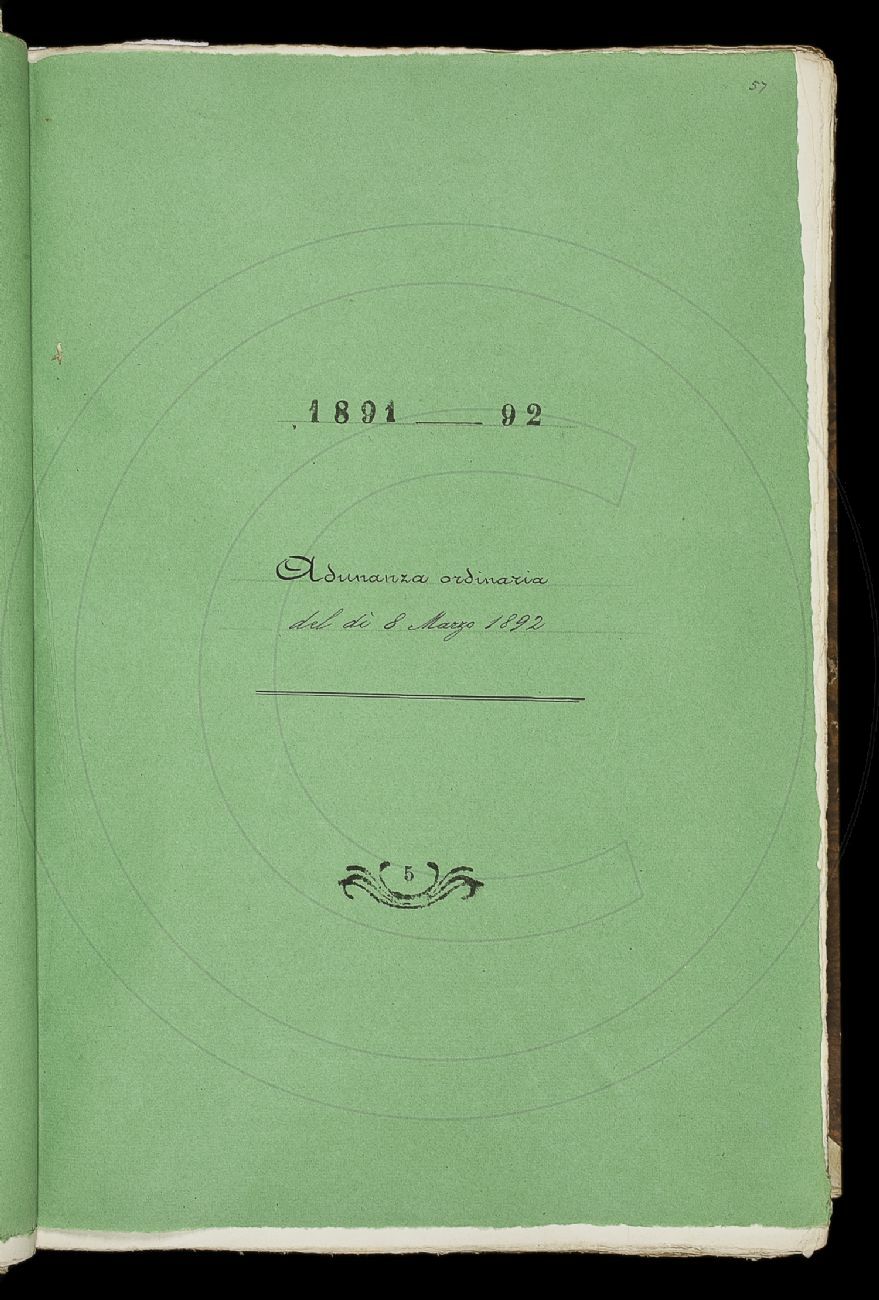 57
1891 — 92
Adunanza ordinaria
del dì 8 Marzo 1892
5